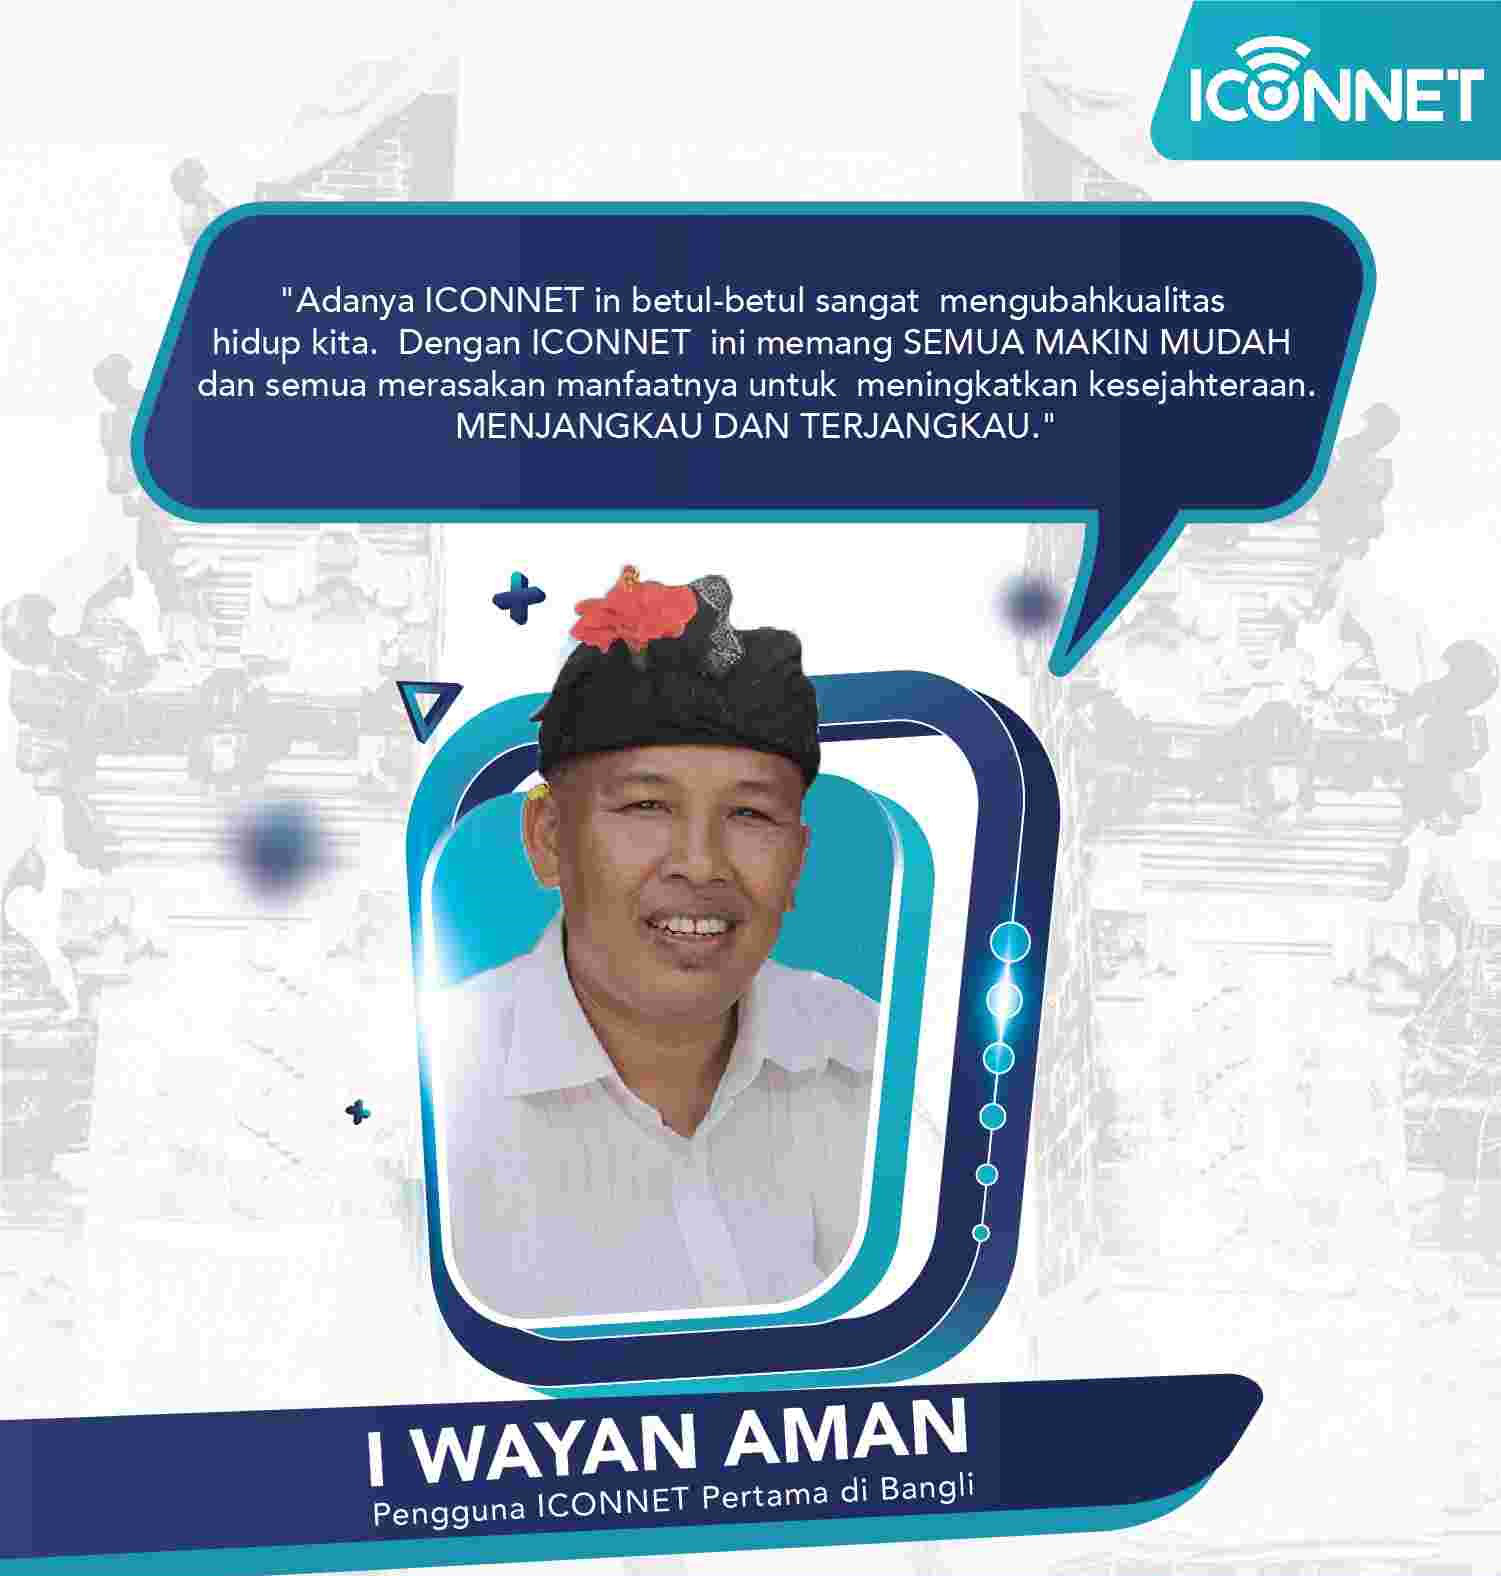 ICONNET
"Adanya ICONNET in betul-betul sangat mengubahkualitas
hidup kita. Dengan ICONNET ini memang SEMUA MAKIN MUDAH
dan semua merasakan manfaatnya untuk meningkatkan kesejahteraan.
MENJANGKAU DAN TERJANGKAU."
I WAYAN AMAN
Pengguna ICONNET Pertama di Bangli